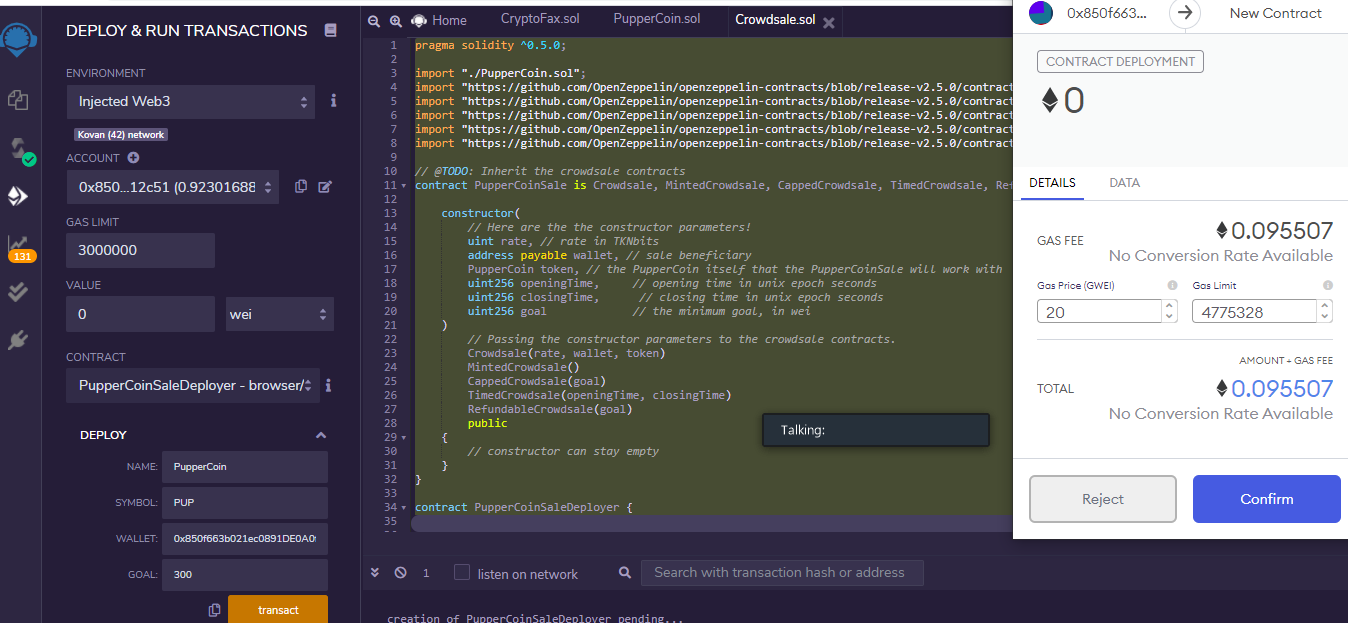 DEPLOY & RUN TRANSACTIONS
ENVIRONMENT
Injected Web3
Kovan (42) network
ACCOUNT
0x850...12c51 (0.92301688
GAS LIMIT
3000000
VALUE
0
wei
CONTRACT
PupperCoinSaleDeployer - browser/
DEPLOY
NAME: PupperCoin
SYMBOL: PUP
WALLET: 0x850f663b021ec0891DE0A0
GOAL: 300
transact
131
Home
CryptoFax.sol
PupperCoin.sol
Crowdsale.sol
1 pragma solidity ^0.5.0;
2
3 import "./PupperCoin.sol";
4 import "https://github.com/OpenZeppelin/openzeppelin-contracts/blob/release-v2.5.0/contract
5 import "https://github.com/OpenZeppelin/openzeppelin-contracts/blob/release-v2.5.0/contract
6 import "https://github.com/OpenZeppelin/openzeppelin-contracts/blob/release-v2.5.0/contract
7 import "https://github.com/OpenZeppelin/openzeppelin-contracts/blob/release-v2.5.0/contract
8 import "https://github.com/OpenZeppelin/openzeppelin-contracts/blob/release-v2.5.0/contract
9
10 // @TODO: Inherit the crowdsale contracts
11 contract PupperCoinSale is Crowdsale, MintedCrowdsale, CappedCrowdsale, TimedCrowdsale, Ref
12
13 constructor(
14 // Here are the the constructor parameters!
15 uint rate, // rate in TKNbits
16 address payable wallet, // sale beneficiary
17 PupperCoin token, // the PupperCoin itself that the PupperCoinSale will work with
18 uint256 openingTime, // opening time in unix epoch seconds
19 uint256 closingTime, // closing time in unix epoch seconds
20 uint256 goal // the minimum goal, in wei
21 )
22 // Passing the constructor parameters to the crowdsale contracts.
23 Crowdsale(rate, wallet, token)
24 MintedCrowdsale()
25 CappedCrowdsale(goal)
26 TimedCrowdsale(openingTime, closingTime)
27 RefundableCrowdsale(goal)
28 public
29 {
30 // constructor can stay empty
31 }
32 }
33
34 contract PupperCoinSaleDeployer {
35
Talking:
1
listen on network
Search with transaction hash or address
creation of PupperCoinSaleDeployer pending...
0x850f663...
New Contract
CONTRACT DEPLOYMENT
0
DETAILS
DATA
GAS FEE
0.095507
No Conversion Rate Available
Gas Price (GWEI)
Gas Limit
20
4775328
AMOUNT + GAS FEE
TOTAL
0.095507
No Conversion Rate Available
Reject
Confirm